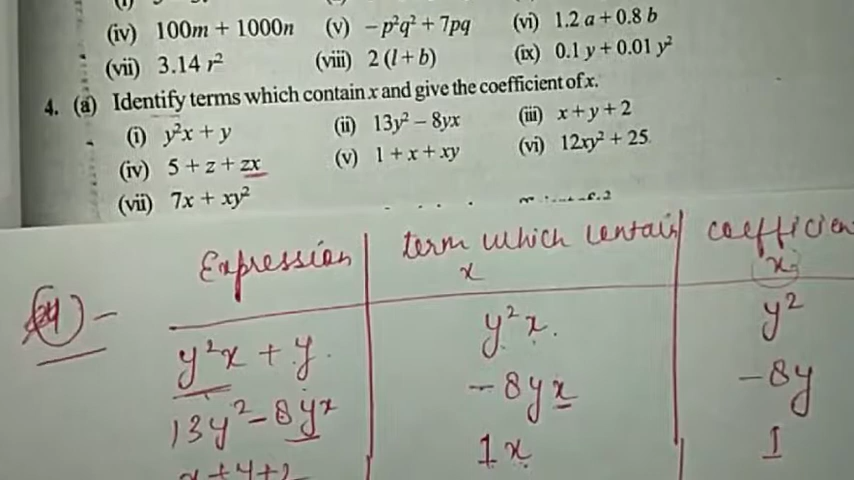 (iv) 100m + 1000n (v) −p²q² + 7pq (vi) 1.2 a + 0.8 b
(vii) 3.14 r² (viii) 2 (l + b) (ix) 0.1 y + 0.01 y²
4. (a) Identify terms which contain x and give the coefficient of x.
(i) y²x + y (ii) 13y² − 8yx (iii) x + y + 2
(iv) 5 + z + zx (v) 1 + x + xy (vi) 12xy² + 25
(vii) 7x + xy²
Expression term which contain coefficien
x x
y²x + y y²x y²
13y² − 8yx −8yx −8y
x + y + 2 1x 1